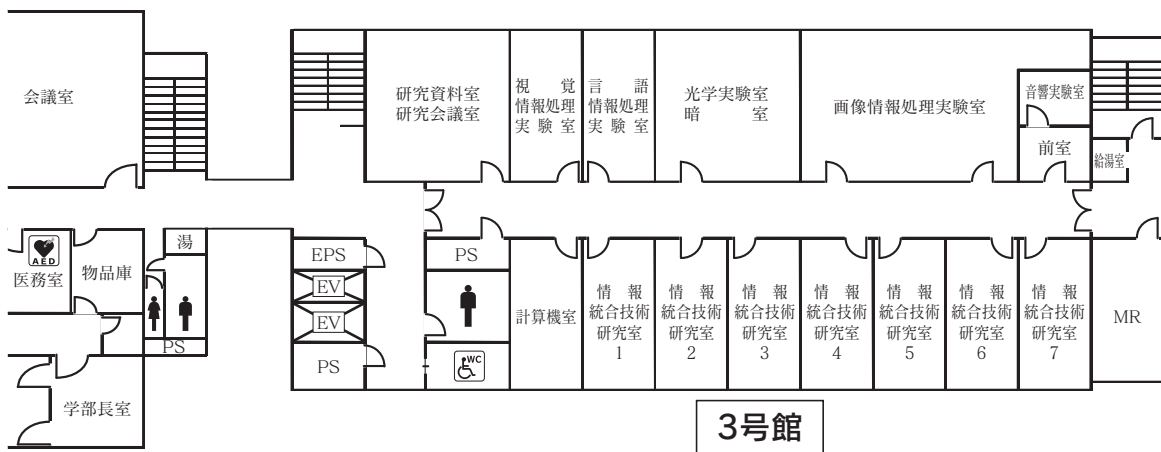 会議室
研究資料室
研究会議室
視覚
情報処理
実験室
言語
情報処理
実験室
光学実験室
暗室
画像情報処理実験室
音響実験室
前室
給湯室
AED
医務室
物品庫
湯
PS
学部長室
EPS
EV
EV
PS
PS
WC
計算機室
情報
統合技術
研究室
1
情報
統合技術
研究室
2
情報
統合技術
研究室
3
情報
統合技術
研究室
4
情報
統合技術
研究室
5
情報
統合技術
研究室
6
情報
統合技術
研究室
7
MR
3号館